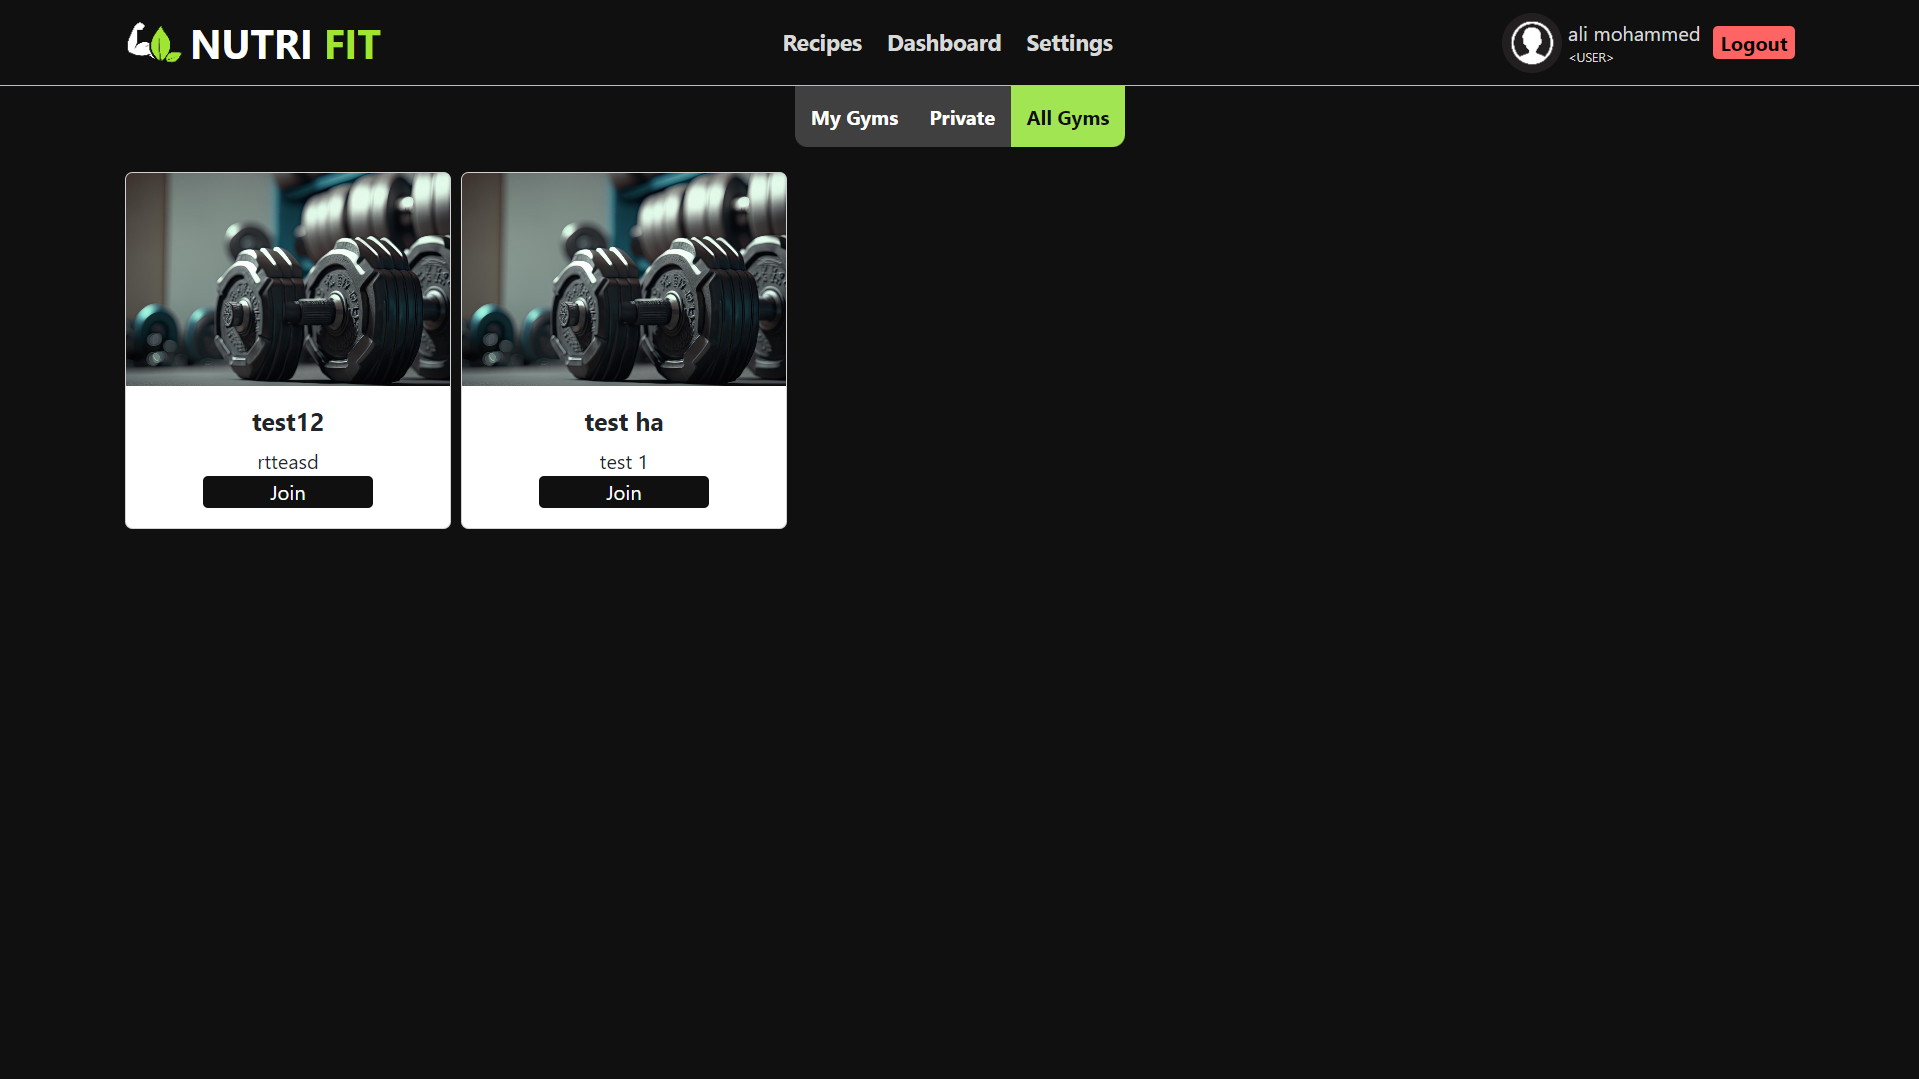 NUTRI FIT
Recipes Dashboard Settings
ali mohammed
<USER>
Logout
My Gyms Private All Gyms
test12
rtteasd
Join
test ha
test 1
Join